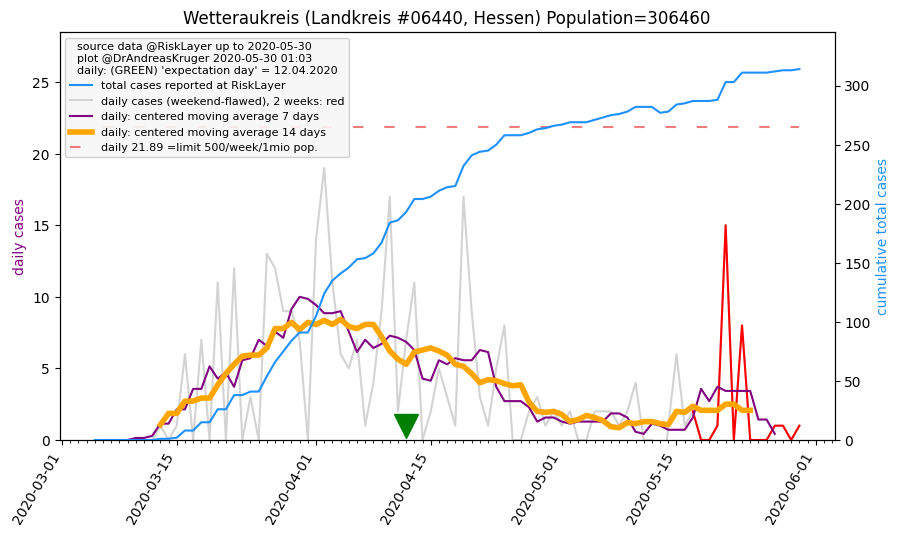 Wetteraukreis (Landkreis #06440, Hessen) Population=306460
source data @RiskLayer up to 2020-05-30
plot @DrAndreasKruger 2020-05-30 01:03
daily: (GREEN) 'expectation day' = 12.04.2020
total cases reported at RiskLayer
daily cases (weekend-flawed), 2 weeks: red
daily: centered moving average 7 days
daily: centered moving average 14 days
daily 21.89 =limit 500/week/1mio pop.
daily cases
25
20
15
10
5
0
cumulative total cases
300
250
200
150
100
50
0
2020-03-01
2020-03-15
2020-04-01
2020-04-15
2020-05-01
2020-05-15
2020-06-01